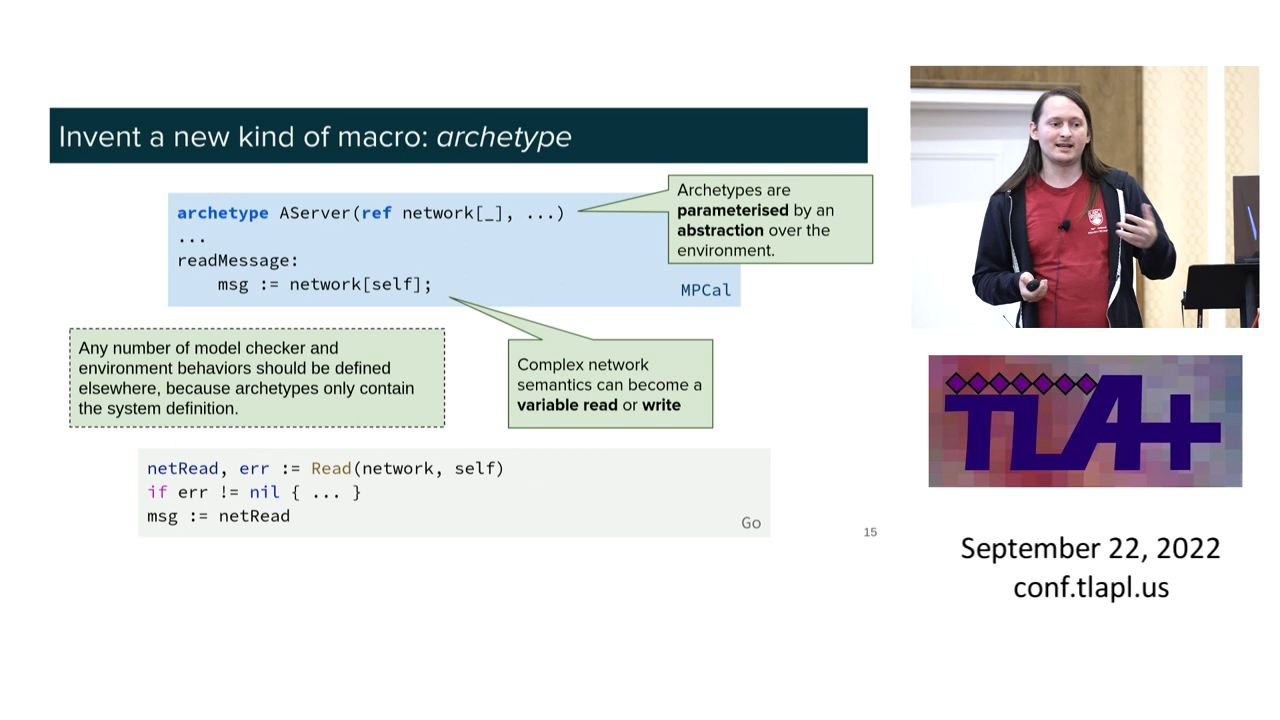 Invent a new kind of macro: archetype
archetype AServer(ref network[_], ...)
...
readMessage:
msg := network[self];
MPCal
Archetypes are
parameterised by an
abstraction over the
environment.
Any number of model checker and
environment behaviors should be defined
elsewhere, because archetypes only contain
the system definition.
Complex network
semantics can become a
variable read or write
netRead, err := Read(network, self)
if err != nil { ... }
msg := netRead
Go
15
TLA+
September 22, 2022
conf.tlapl.us